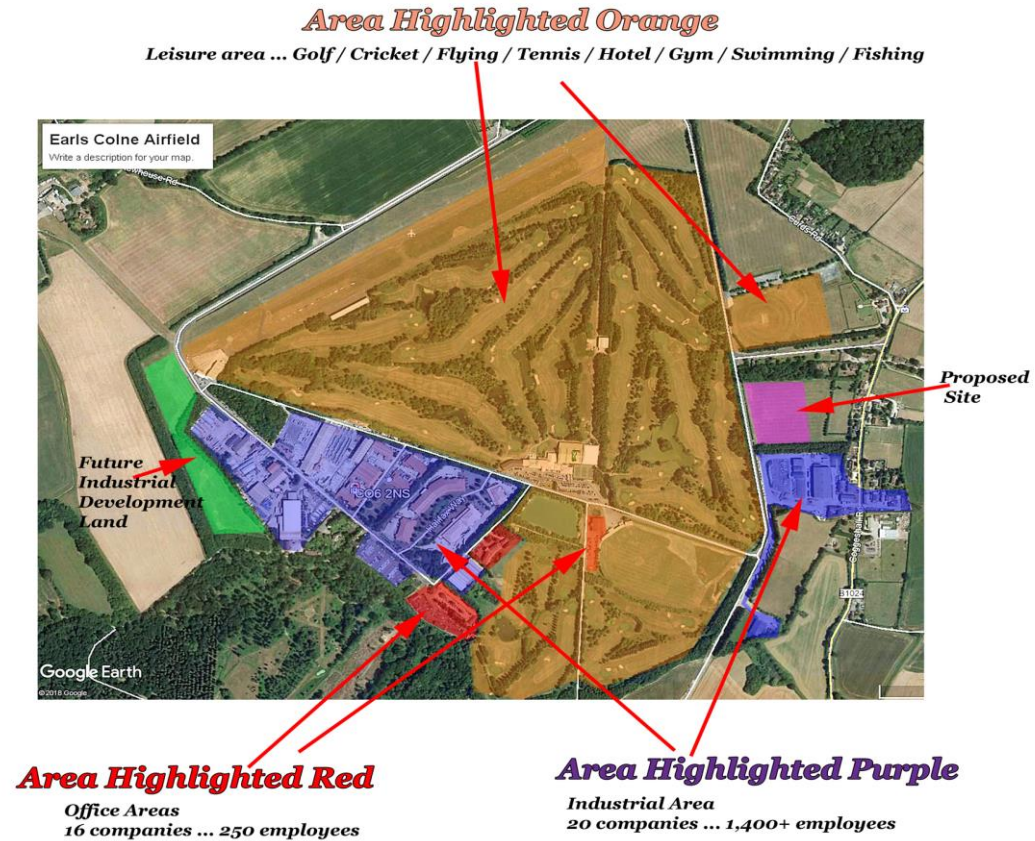 Area Highlighted Orange
Leisure area ... Golf / Cricket / Flying / Tennis / Hotel / Gym / Swimming / Fishing
Earls Colne Airfield
Write a description for your map.
Proposed
Site
Future
Industrial
Development
Land
CO6 2NS
B1024
Google Earth
© 2018 Google
Area Highlighted Red
Office Areas
16 companies ... 250 employees
Area Highlighted Purple
Industrial Area
20 companies ... 1,400+ employees